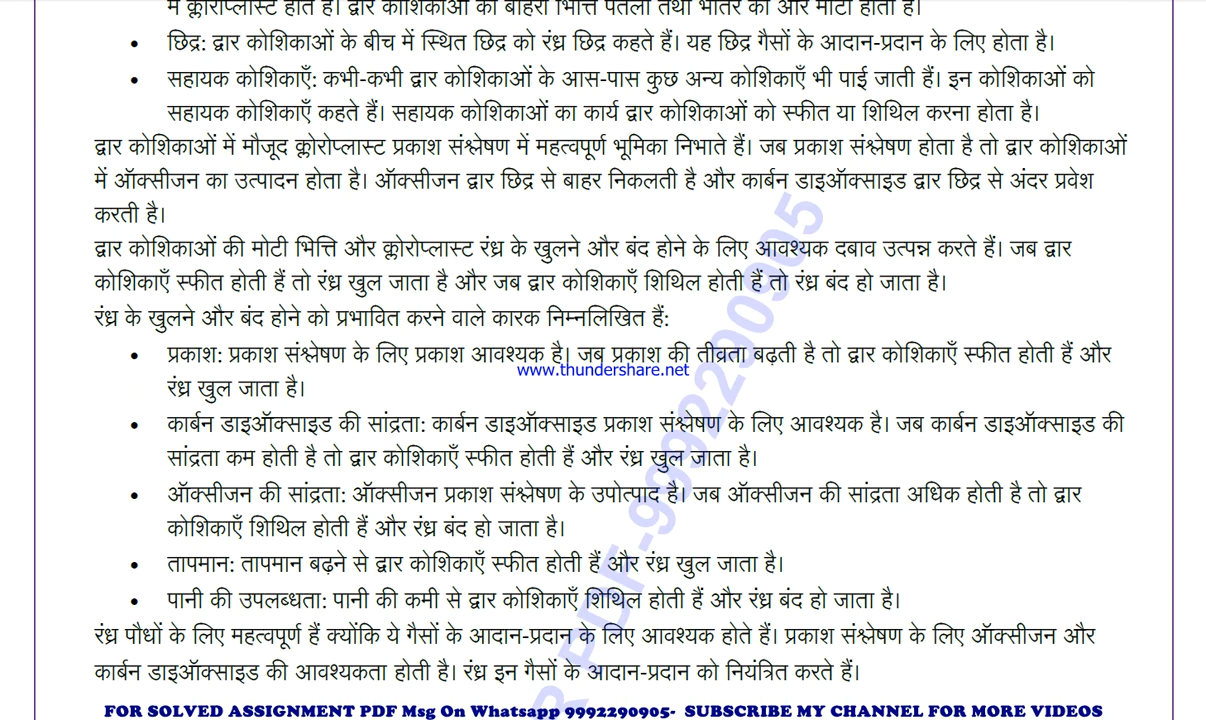 में क्लोरोप्लास्ट होते हैं। द्वार कोशिकाओं की बाहरी भित्ति पतली तथा भीतर की ओर मोटी होती है।
• छिद्र: द्वार कोशिकाओं के बीच में स्थित छिद्र को रंध्र छिद्र कहते हैं। यह छिद्र गैसों के आदान-प्रदान के लिए होता है।
• सहायक कोशिकाएँ: कभी-कभी द्वार कोशिकाओं के आस-पास कुछ अन्य कोशिकाएँ भी पाई जाती हैं। इन कोशिकाओं को
सहायक कोशिकाएँ कहते हैं। सहायक कोशिकाओं का कार्य द्वार कोशिकाओं को स्फीत या शिथिल करना होता है।
द्वार कोशिकाओं में मौजूद क्लोरोप्लास्ट प्रकाश संश्लेषण में महत्वपूर्ण भूमिका निभाते हैं। जब प्रकाश संश्लेषण होता है तो द्वार कोशिकाओं
में ऑक्सीजन का उत्पादन होता है। ऑक्सीजन द्वार छिद्र से बाहर निकलती है और कार्बन डाइऑक्साइड द्वार छिद्र से अंदर प्रवेश
करती है।
द्वार कोशिकाओं की मोटी भित्ति और क्लोरोप्लास्ट रंध्र के खुलने और बंद होने के लिए आवश्यक दबाव उत्पन्न करते हैं। जब द्वार
कोशिकाएँ स्फीत होती हैं तो रंध्र खुल जाता है और जब द्वार कोशिकाएँ शिथिल होती हैं तो रंध्र बंद हो जाता है।
रंध्र के खुलने और बंद होने को प्रभावित करने वाले कारक निम्नलिखित हैं:
• प्रकाश: प्रकाश संश्लेषण के लिए प्रकाश आवश्यक है। जब प्रकाश की तीव्रता बढ़ती है तो द्वार कोशिकाएँ स्फीत होती हैं और
www.thundershare.net
रंध्र खुल जाता है।
• कार्बन डाइऑक्साइड की सांद्रता: कार्बन डाइऑक्साइड प्रकाश संश्लेषण के लिए आवश्यक है। जब कार्बन डाइऑक्साइड की
सांद्रता कम होती है तो द्वार कोशिकाएँ स्फीत होती हैं और रंध्र खुल जाता है।
• ऑक्सीजन की सांद्रता: ऑक्सीजन प्रकाश संश्लेषण के उपोत्पाद है। जब ऑक्सीजन की सांद्रता अधिक होती है तो द्वार
कोशिकाएँ शिथिल होती हैं और रंध्र बंद हो जाता है।
• तापमान: तापमान बढ़ने से द्वार कोशिकाएँ स्फीत होती हैं और रंध्र खुल जाता है।
• पानी की उपलब्धता: पानी की कमी से द्वार कोशिकाएँ शिथिल होती हैं और रंध्र बंद हो जाता है।
रंध्र पौधों के लिए महत्वपूर्ण हैं क्योंकि ये गैसों के आदान-प्रदान के लिए आवश्यक होते हैं। प्रकाश संश्लेषण के लिए ऑक्सीजन और
कार्बन डाइऑक्साइड की आवश्यकता होती है। रंध्र इन गैसों के आदान-प्रदान को नियंत्रित करते हैं।
R PDF-9992290905
FOR SOLVED ASSIGNMENT PDF Msg On Whatsapp 9992290905- SUBSCRIBE MY CHANNEL FOR MORE VIDEOS